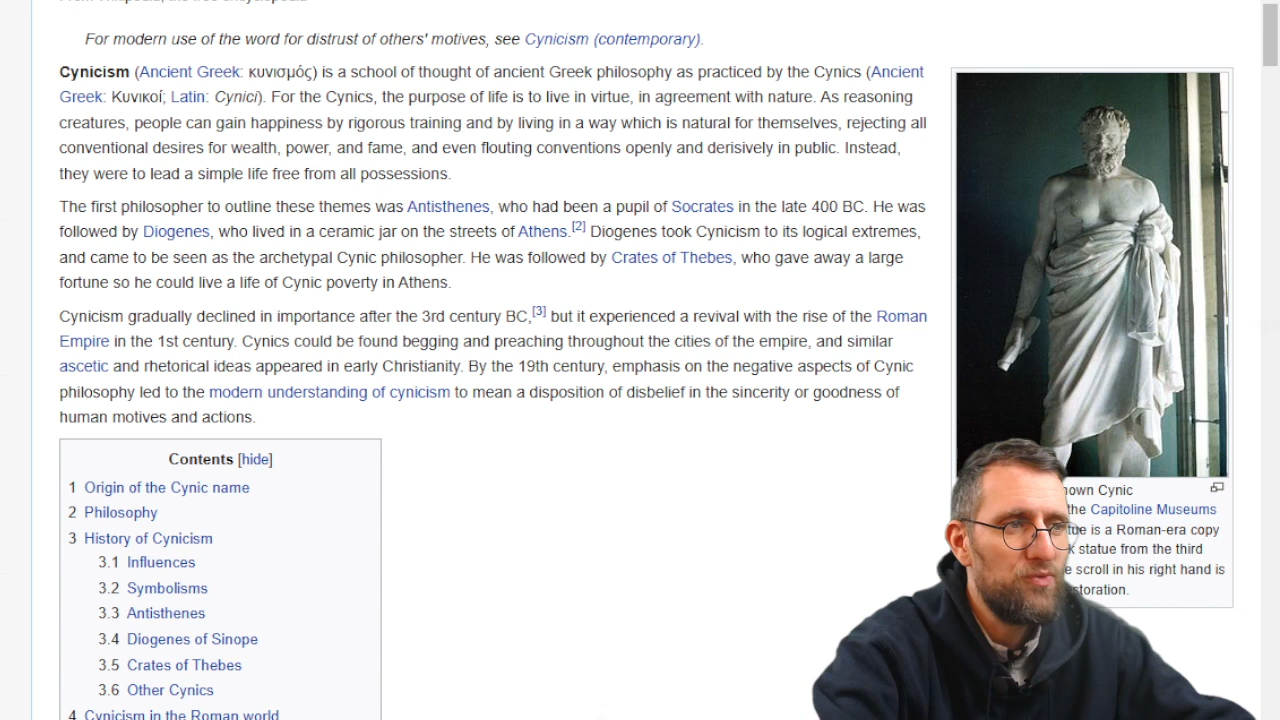 For modern use of the word for distrust of others' motives, see Cynicism (contemporary).
Cynicism (Ancient Greek: κυνισμός) is a school of thought of ancient Greek philosophy as practiced by the Cynics (Ancient
Greek: Κυνικοί; Latin: Cynici). For the Cynics, the purpose of life is to live in virtue, in agreement with nature. As reasoning
creatures, people can gain happiness by rigorous training and by living in a way which is natural for themselves, rejecting all
conventional desires for wealth, power, and fame, and even flouting conventions openly and derisively in public. Instead,
they were to lead a simple life free from all possessions.
The first philosopher to outline these themes was Antisthenes, who had been a pupil of Socrates in the late 400 BC. He was
followed by Diogenes, who lived in a ceramic jar on the streets of Athens.[2] Diogenes took Cynicism to its logical extremes,
and came to be seen as the archetypal Cynic philosopher. He was followed by Crates of Thebes, who gave away a large
fortune so he could live a life of Cynic poverty in Athens.
Cynicism gradually declined in importance after the 3rd century BC,[3] but it experienced a revival with the rise of the Roman
Empire in the 1st century. Cynics could be found begging and preaching throughout the cities of the empire, and similar
ascetic and rhetorical ideas appeared in early Christianity. By the 19th century, emphasis on the negative aspects of Cynic
philosophy led to the modern understanding of cynicism to mean a disposition of disbelief in the sincerity or goodness of
human motives and actions.
Contents [hide]
1 Origin of the Cynic name
2 Philosophy
3 History of Cynicism
3.1 Influences
3.2 Symbolisms
3.3 Antisthenes
3.4 Diogenes of Sinope
3.5 Crates of Thebes
3.6 Other Cynics
4 Cynicism in the Roman world
Cynic
the Capitoline Museums
is a Roman-era copy
statue from the third
scroll in his right hand is